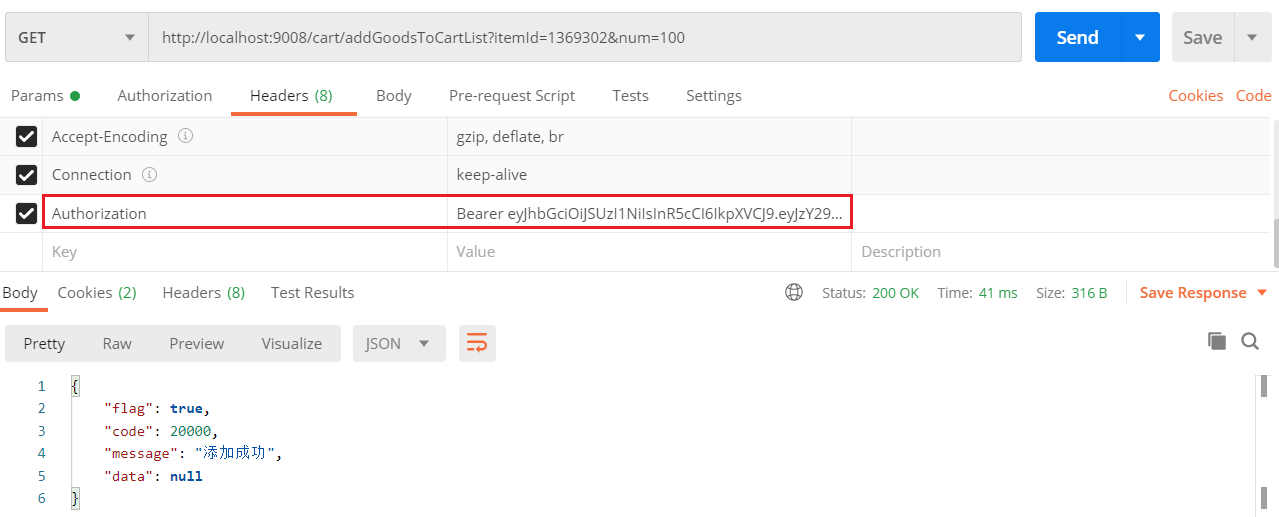 GET http://localhost:9008/cart/addGoodsToCartList?itemId=1369302&num=100 Send Save
Params Authorization Headers (8) Body Pre-request Script Tests Settings Cookies Code
Accept-Encoding gzip, deflate, br
Connection keep-alive
Authorization Bearer eyJhbGciOiJSUzI1NiIsInR5cCI6IkpXVCJ9.eyJzY29...
Key Value Description
Body Cookies (2) Headers (8) Test Results Status: 200 OK Time: 41 ms Size: 316 B Save Response
Pretty Raw Preview Visualize JSON
1 {
2 "flag": true,
3 "code": 20000,
4 "message": "添加成功",
5 "data": null
6 }